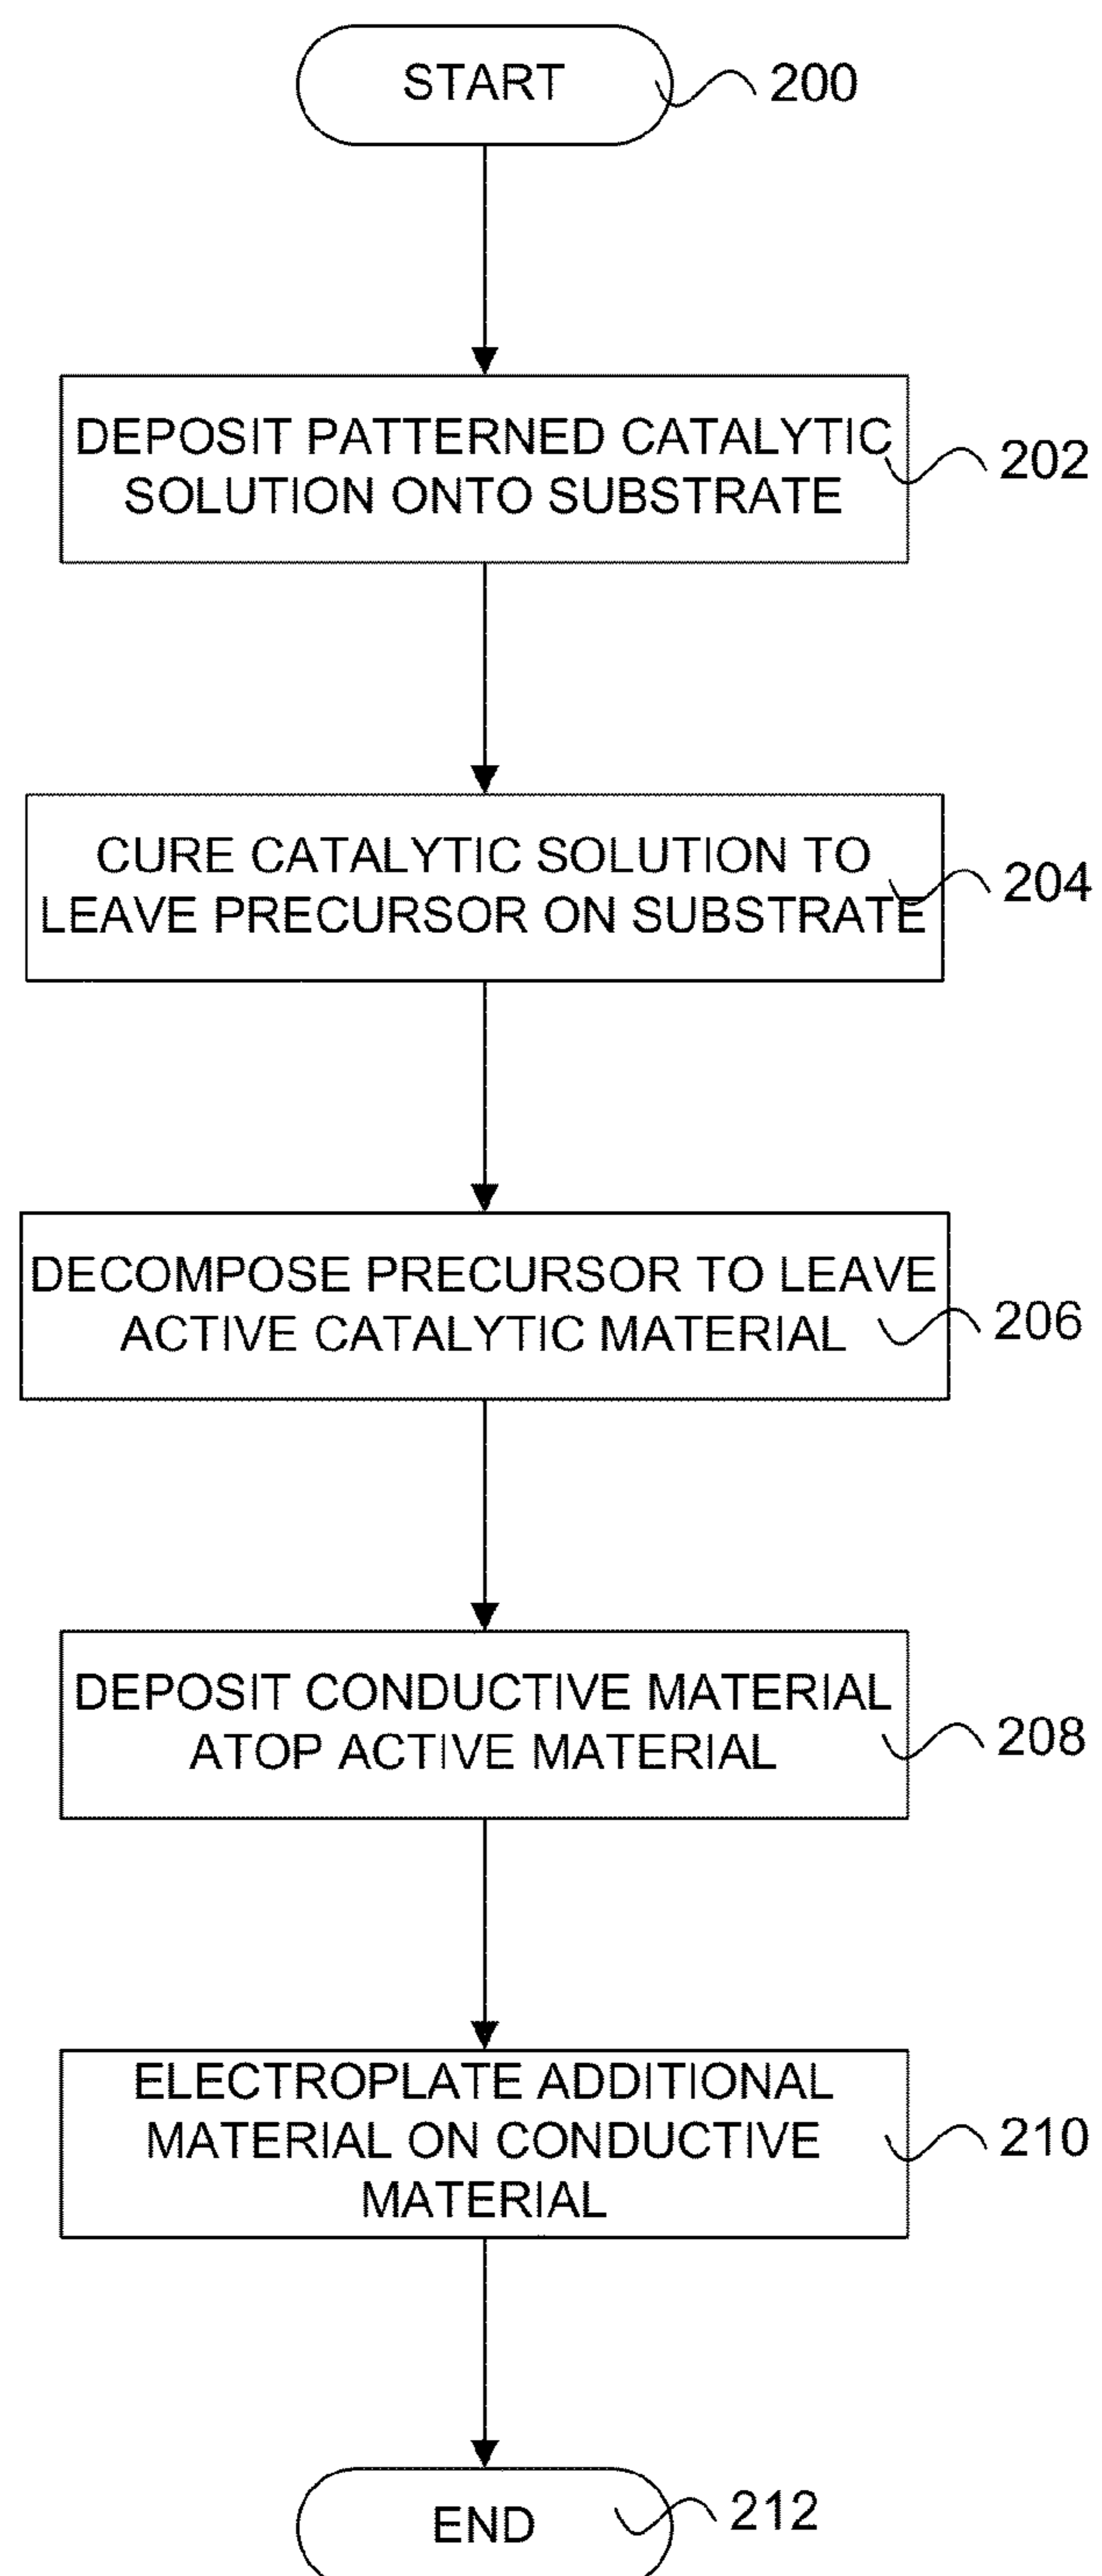 START
200
DEPOSIT PATTERNED CATALYTIC
SOLUTION ONTO SUBSTRATE
202
CURE CATALYTIC SOLUTION TO
LEAVE PRECURSOR ON SUBSTRATE
204
DECOMPOSE PRECURSOR TO LEAVE
ACTIVE CATALYTIC MATERIAL
206
DEPOSIT CONDUCTIVE MATERIAL
ATOP ACTIVE MATERIAL
208
ELECTROPLATE ADDITIONAL
MATERIAL ON CONDUCTIVE
MATERIAL
210
END
212